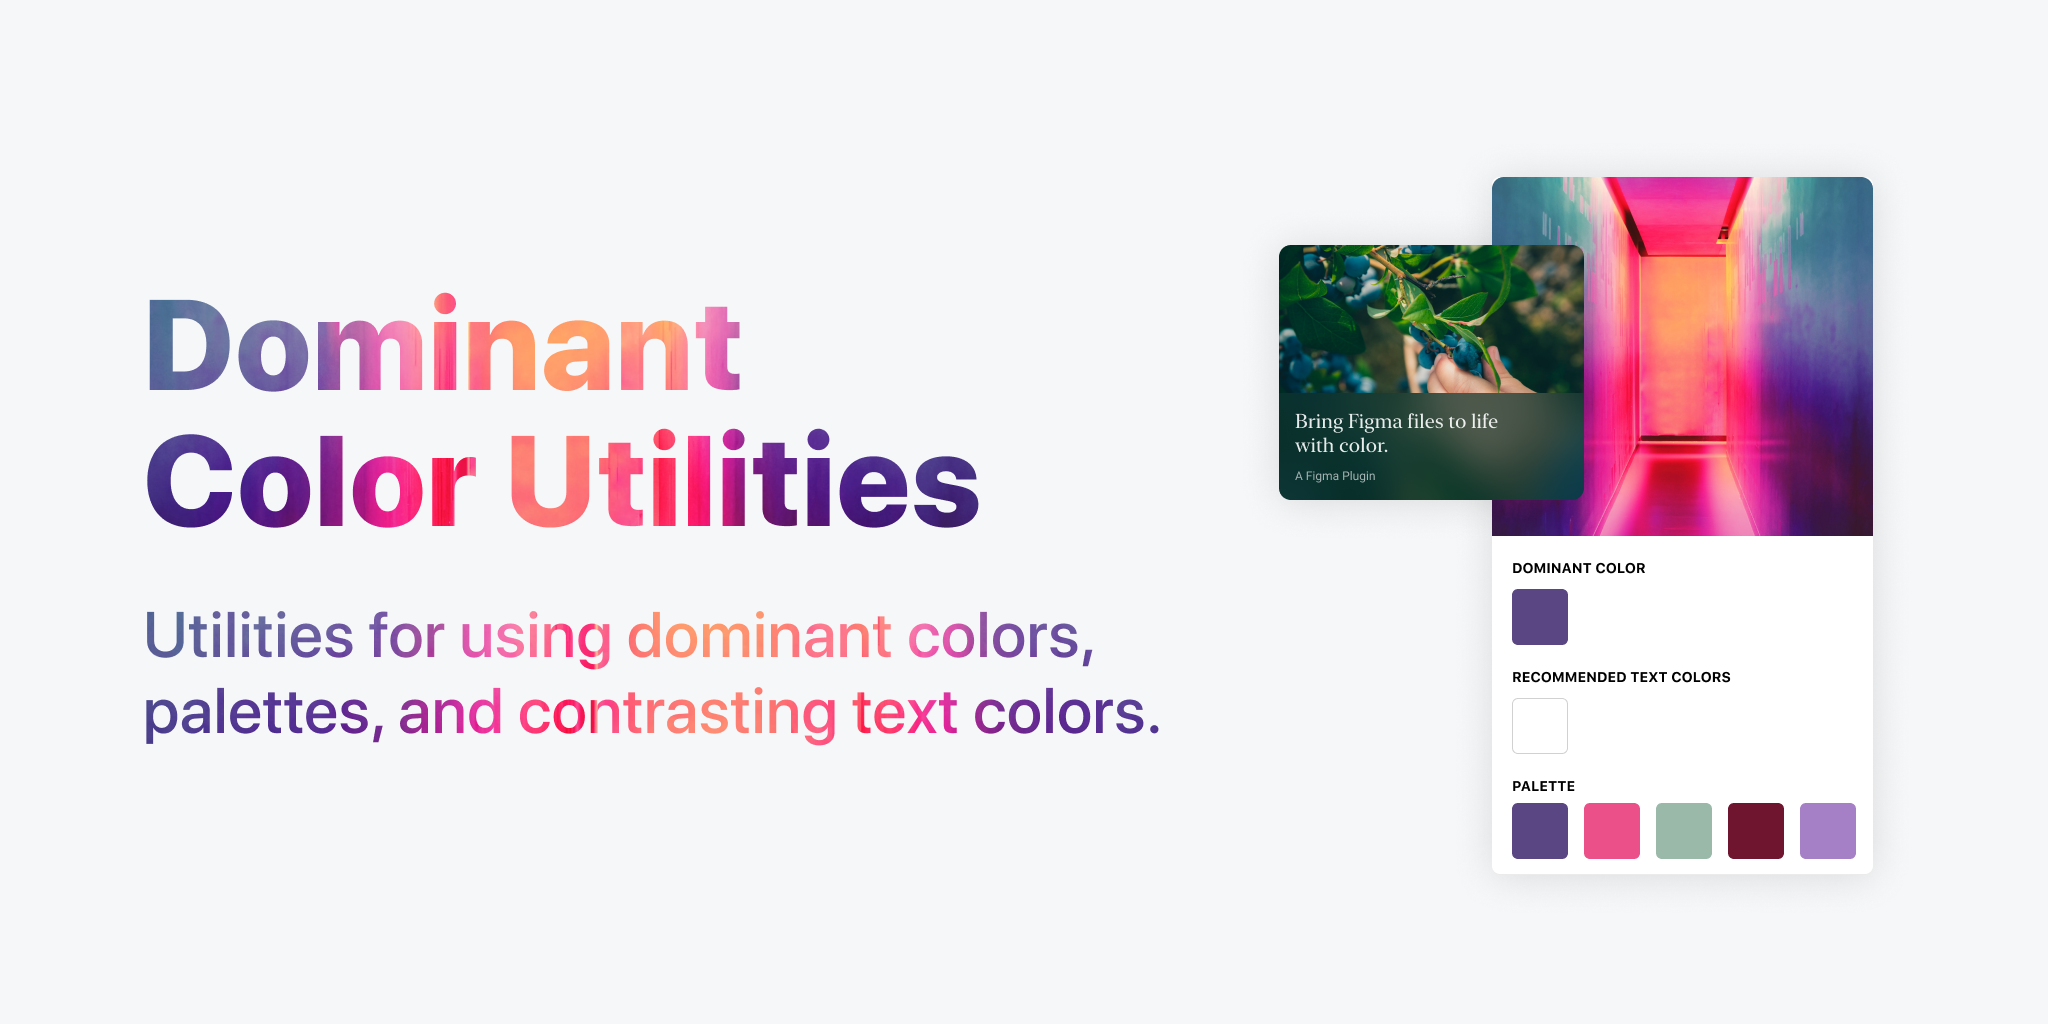 Dominant
Color Utilities
Utilities for using dominant colors,
palettes, and contrasting text colors.
Bring Figma files to life
with color.
A Figma Plugin
DOMINANT COLOR
RECOMMENDED TEXT COLORS
PALETTE